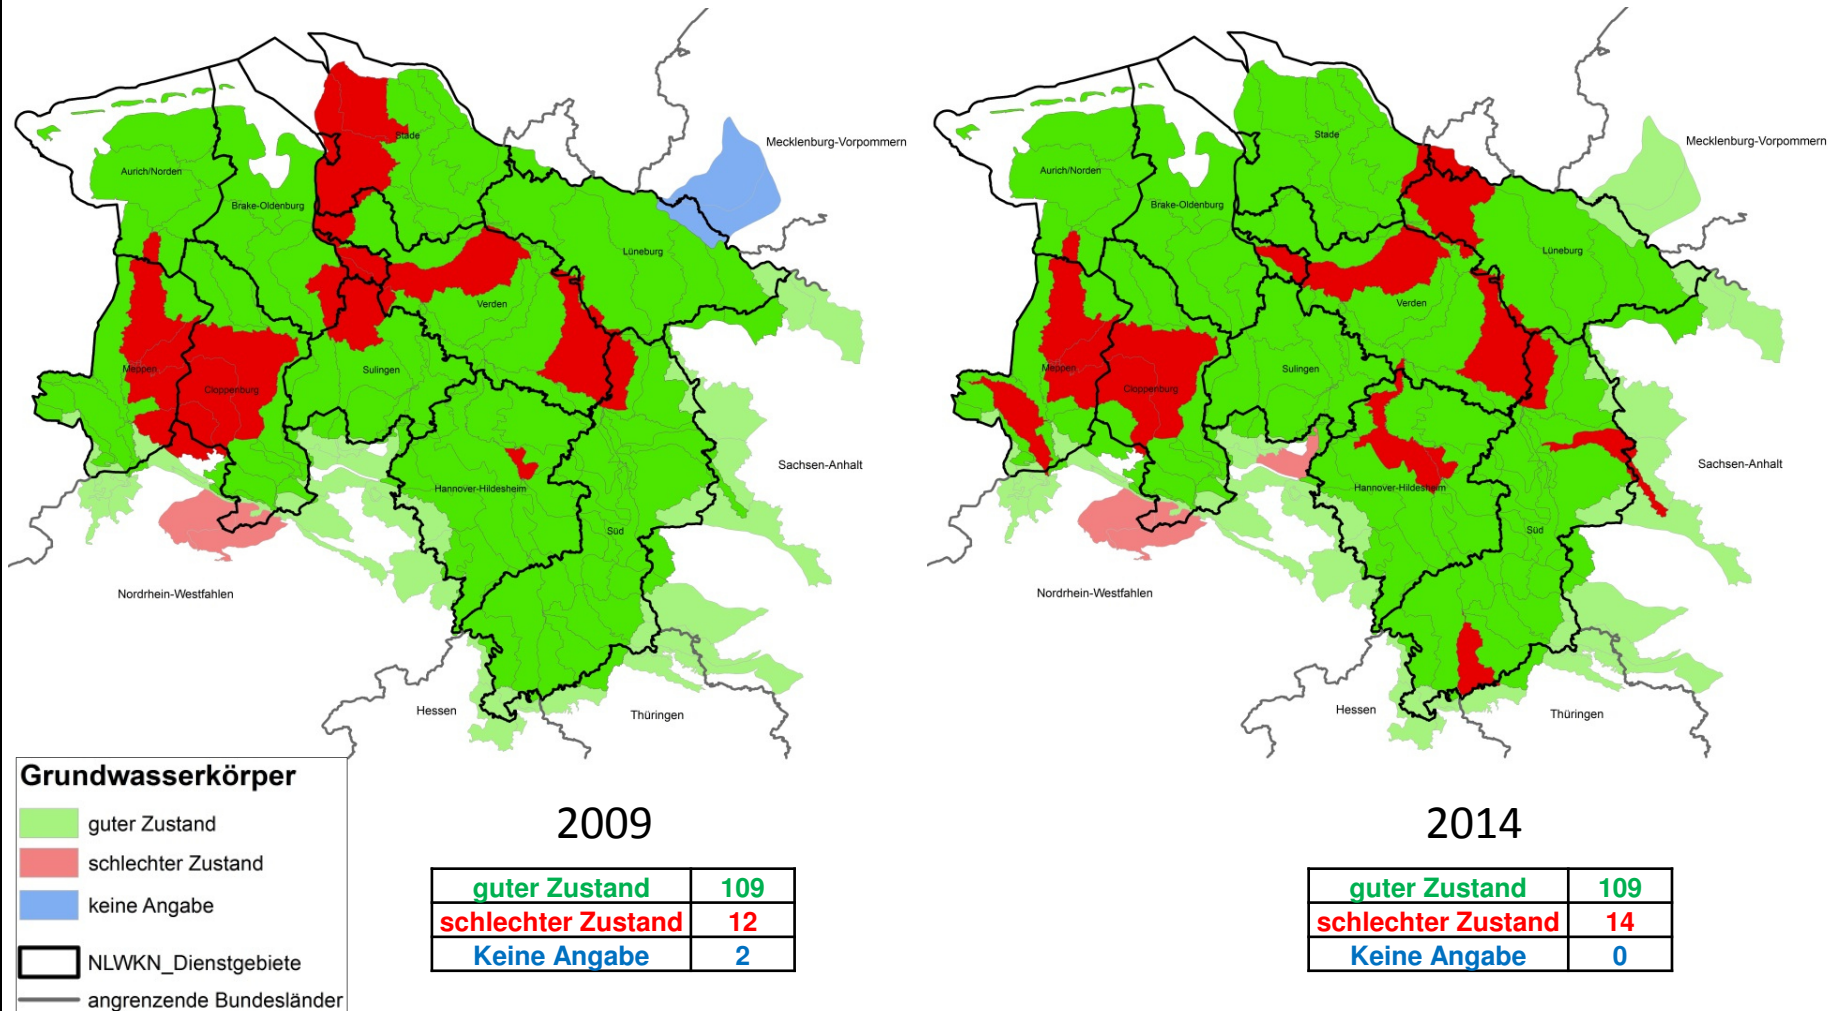 Mecklenburg-Vorpommern
Stade
Aurich/Norden
Brake-Oldenburg
Lüneburg
Verden
Meppen
Cloppenburg
Sulingen
Sachsen-Anhalt
Hannover-Hildesheim
Süd
Nordrhein-Westfahlen
Hessen
Thüringen
Mecklenburg-Vorpommern
Stade
Aurich/Norden
Brake-Oldenburg
Lüneburg
Verden
Meppen
Cloppenburg
Sulingen
Sachsen-Anhalt
Hannover-Hildesheim
Süd
Nordrhein-Westfahlen
Hessen
Thüringen
Grundwasserkörper
guter Zustand
schlechter Zustand
keine Angabe
NLWKN_Dienstgebiete
angrenzende Bundesländer
2009
guter Zustand 109
schlechter Zustand 12
Keine Angabe 2
2014
guter Zustand 109
schlechter Zustand 14
Keine Angabe 0